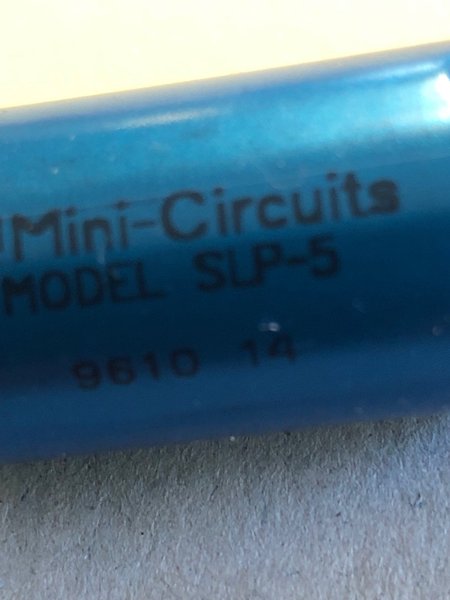 Mini-Circuits
MODEL SLP-5
9610 14